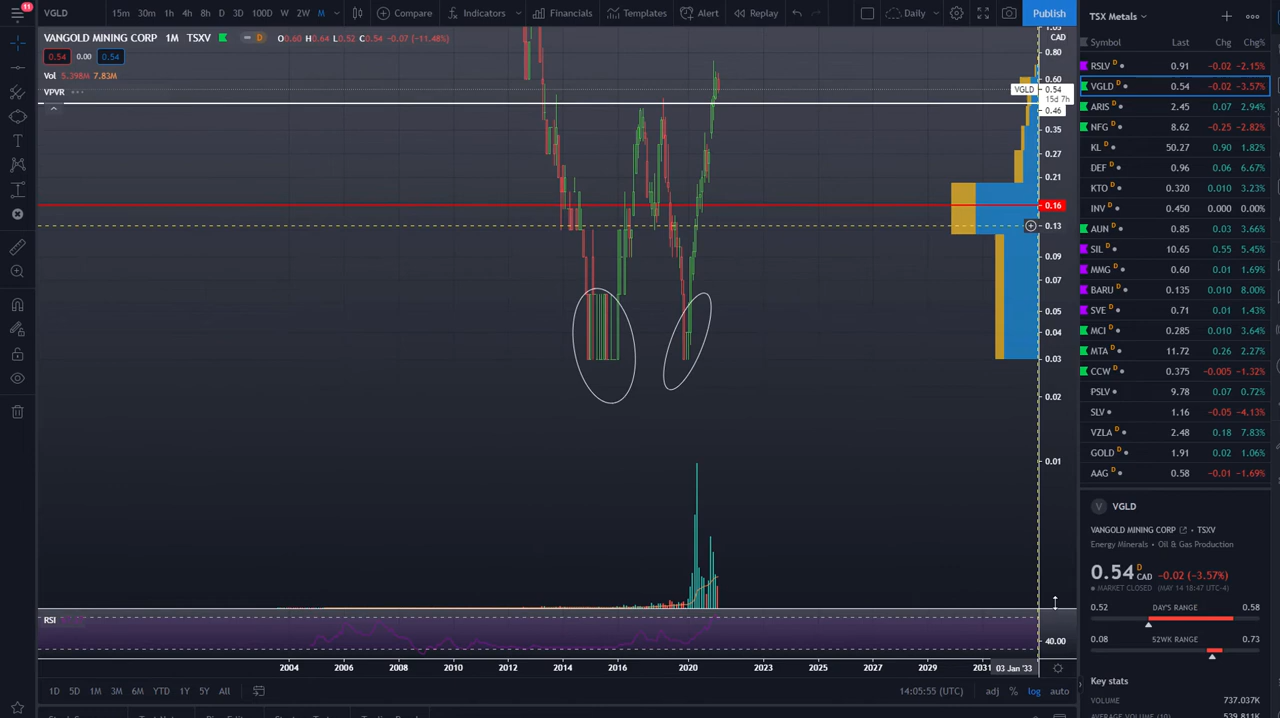 11
VGLD 15m 30m 1h 4h 8h D 3D 100D W 2W M Compare Indicators Financials Templates Alert Replay Daily Publish
TSX Metals
VANGOLD MINING CORP 1M TSXV D O0.60 H0.64 L0.52 C0.54 -0.07 (-11.48%)
0.54 0.00 0.54
Vol 5.398M 7.83M
VPVR
CAD
0.80
0.60
VGLD 0.54
15d 7h
0.46
0.35
0.27
0.21
0.16
0.13
0.09
0.07
0.05
0.04
0.03
0.02
0.01
RSI
40.00
2004 2006 2008 2010 2012 2014 2016 2020 2023 2025 2027 2029 2031 03 Jan '33
1D 5D 1M 3M 6M YTD 1Y 5Y All 14:05:55 (UTC) adj % log auto
Symbol Last Chg Chg%
RSLV D 0.91 -0.02 -2.15%
VGLD D 0.54 -0.02 -3.57%
ARIS D 2.45 0.07 2.94%
NFG D 8.62 -0.25 -2.82%
KL D 50.27 0.90 1.82%
DEF D 0.96 0.06 6.67%
KTO D 0.320 0.010 3.23%
INV D 0.450 0.000 0.00%
AUN D 0.85 0.03 3.66%
SIL D 10.65 0.55 5.45%
MMG D 0.60 0.01 1.69%
BARU D 0.135 0.010 8.00%
SVE D 0.71 0.01 1.43%
MCI D 0.285 0.010 3.64%
MTA D 11.72 0.26 2.27%
CCW D 0.375 -0.005 -1.32%
PSLV D 9.78 0.07 0.72%
SLV D 1.16 -0.05 -4.13%
VZLA D 2.48 0.18 7.83%
GOLD D 1.91 0.02 1.06%
AAG D 0.58 -0.01 -1.69%
V VGLD
VANGOLD MINING CORP • TSXV
Energy Minerals • Oil & Gas Production
0.54 D CAD -0.02 (-3.57%)
MARKET CLOSED (MAY 14 18:47 UTC-4)
0.52 DAY'S RANGE 0.58
0.08 52WK RANGE 0.73
Key stats
VOLUME 737.037K